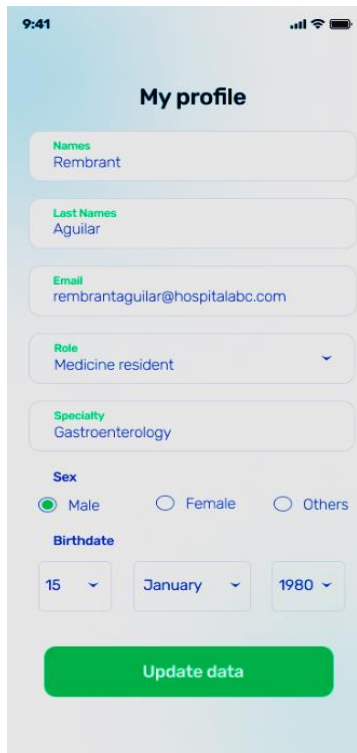 9:41
My profile
Names
Rembrant
Last Names
Aguilar
Email
rembrantaguilar@hospitalabc.com
Role
Medicine resident
Specialty
Gastroenterology
Sex
Male Female Others
Birthdate
15 January 1980
Update data